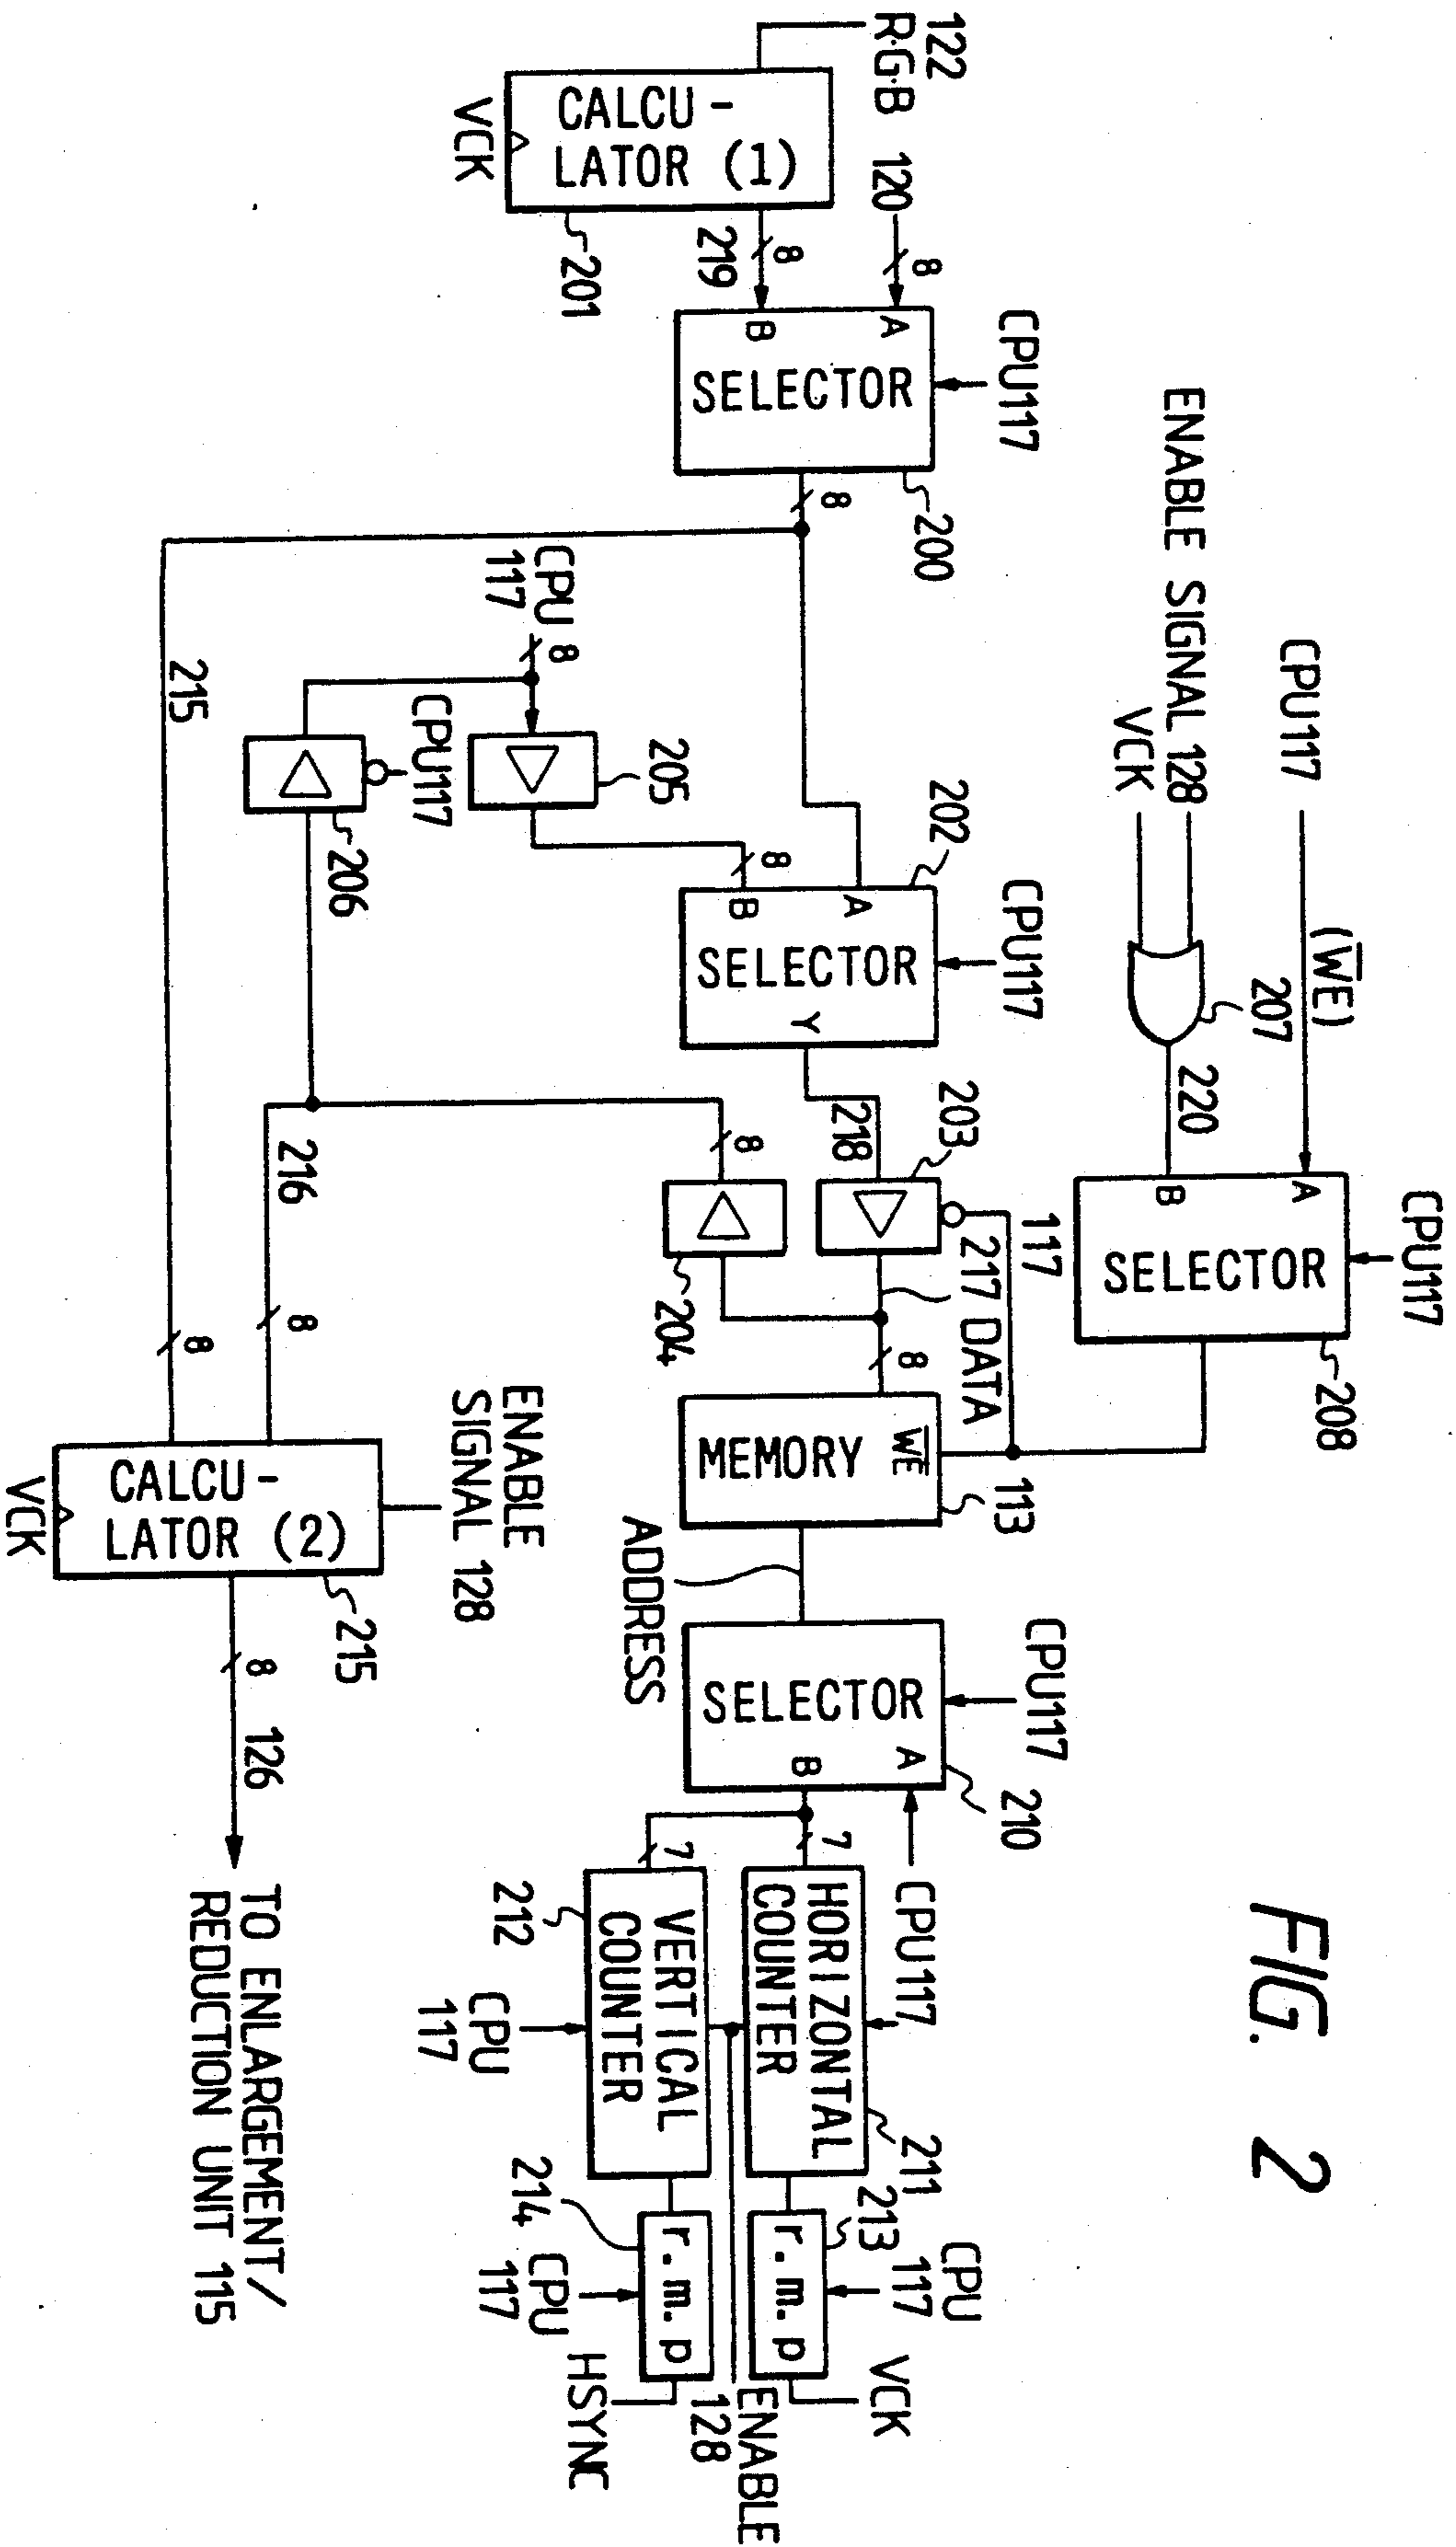 FIG. 2
122
R·G·B
120
8
CALCU-
LATOR (1)
VCK
201
219
8
A
B
SELECTOR
CPU117
200
8
215
CPU
117
8
205
CPU117
206
8
202
A
B
SELECTOR
Y
CPU117
ENABLE SIGNAL 128
VCK
CPU117
(WE)
207
220
A
B
SELECTOR
CPU117
208
218
203
117
217 DATA
204
8
8
216
8
8
MEMORY
WE
113
ADDRESS
ENABLE
SIGNAL 128
CALCU-
LATOR (2)
VCK
215
8
126
TO ENLARGEMENT/
REDUCTION UNIT 115
SELECTOR
A
B
CPU117
210
CPU117
7
7
HORIZONTAL
COUNTER
211
VERTICAL
COUNTER
212
CPU
117
r.m.p
213
CPU
117
VCK
r.m.p
214
CPU
117
HSYNC
ENABLE
128